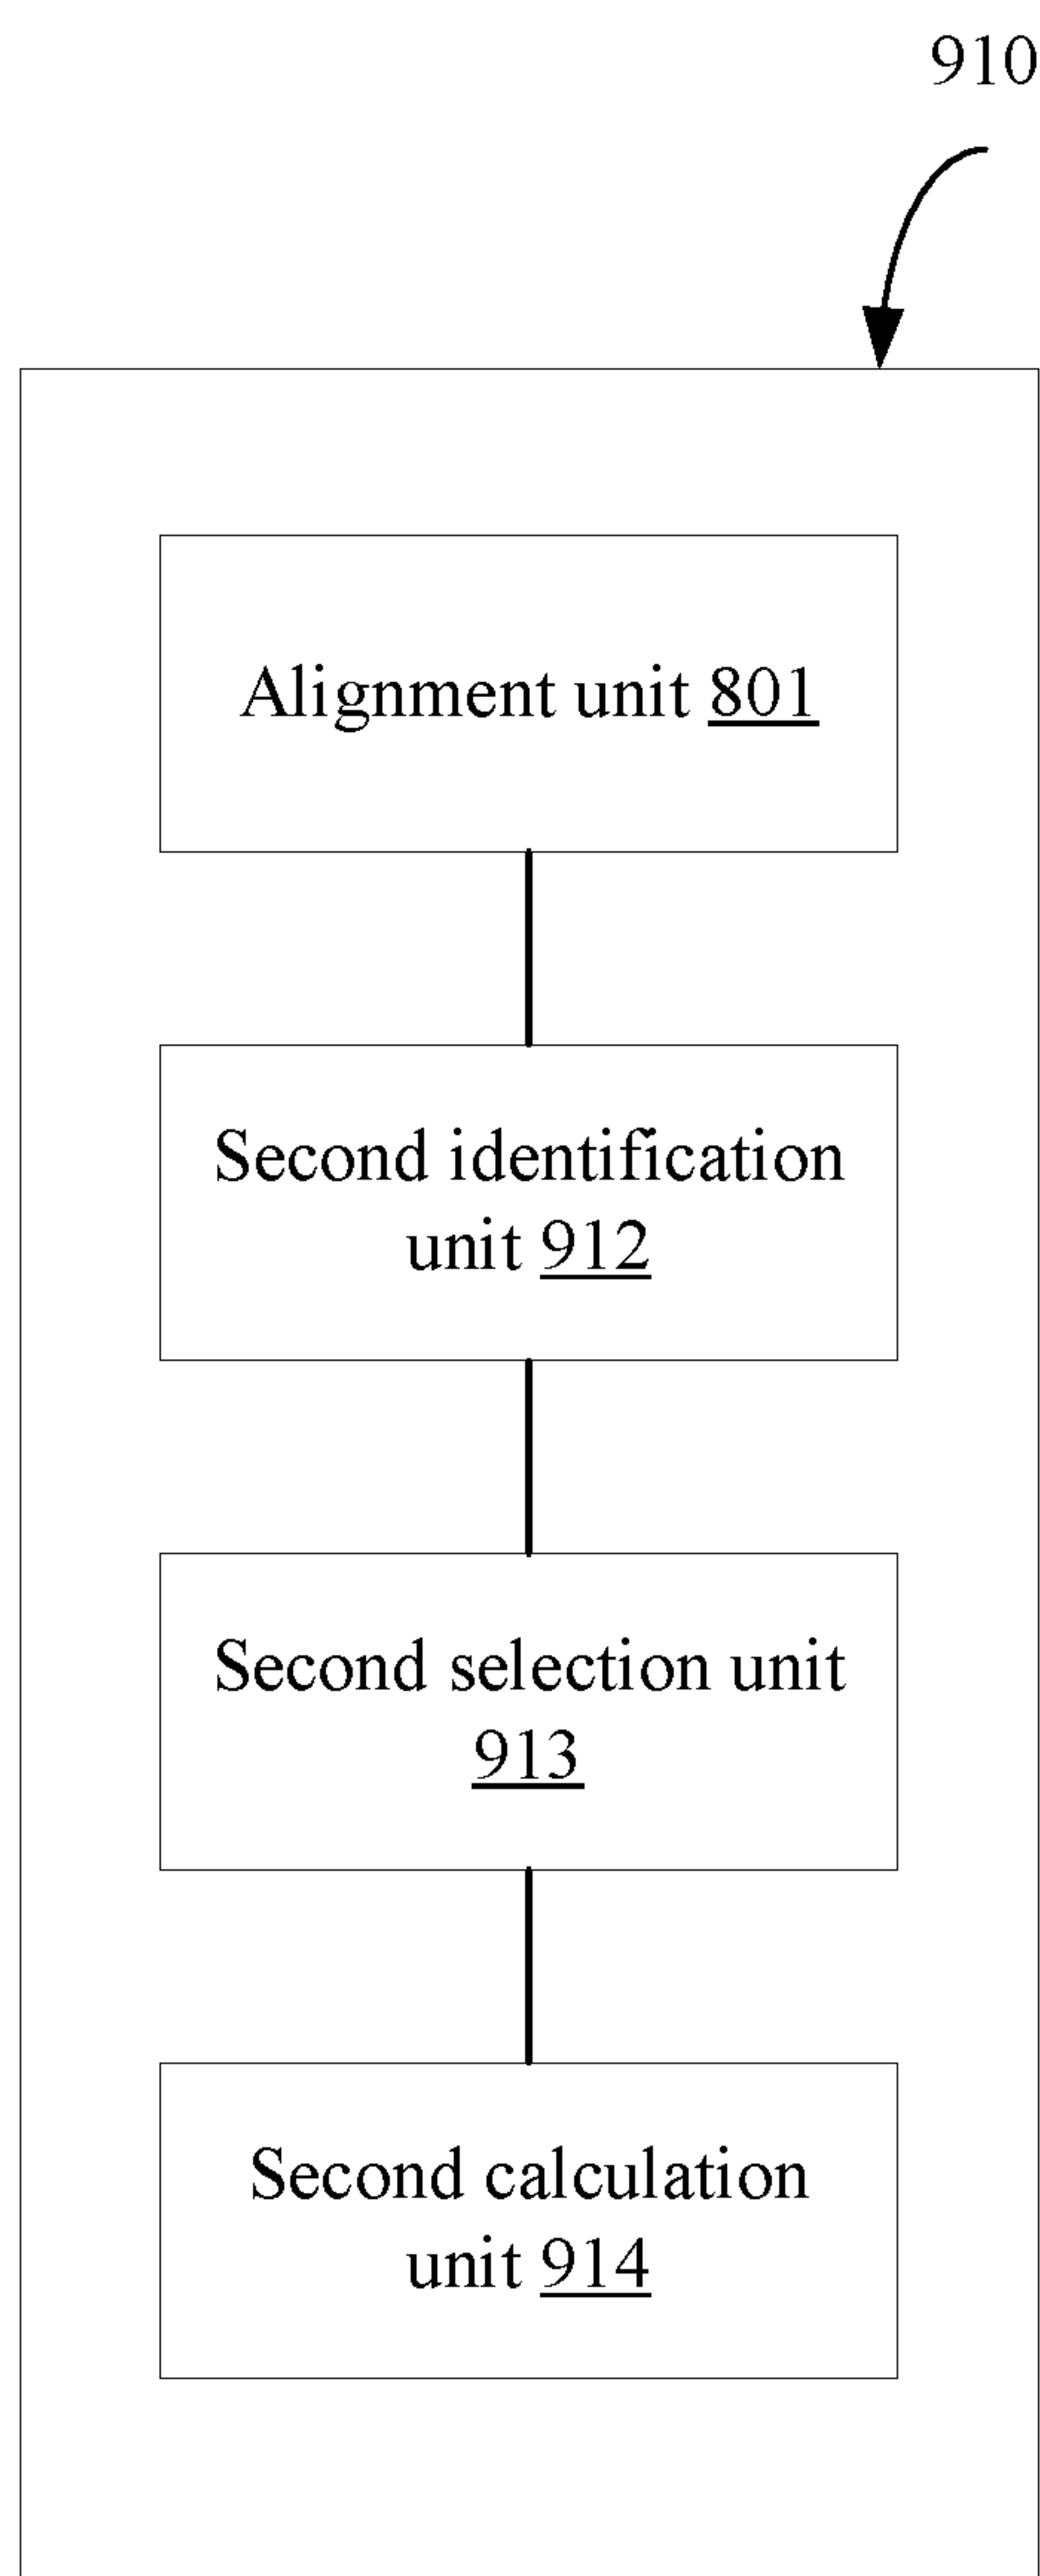 910
Alignment unit 801
Second identification
unit 912
Second selection unit
913
Second calculation
unit 914